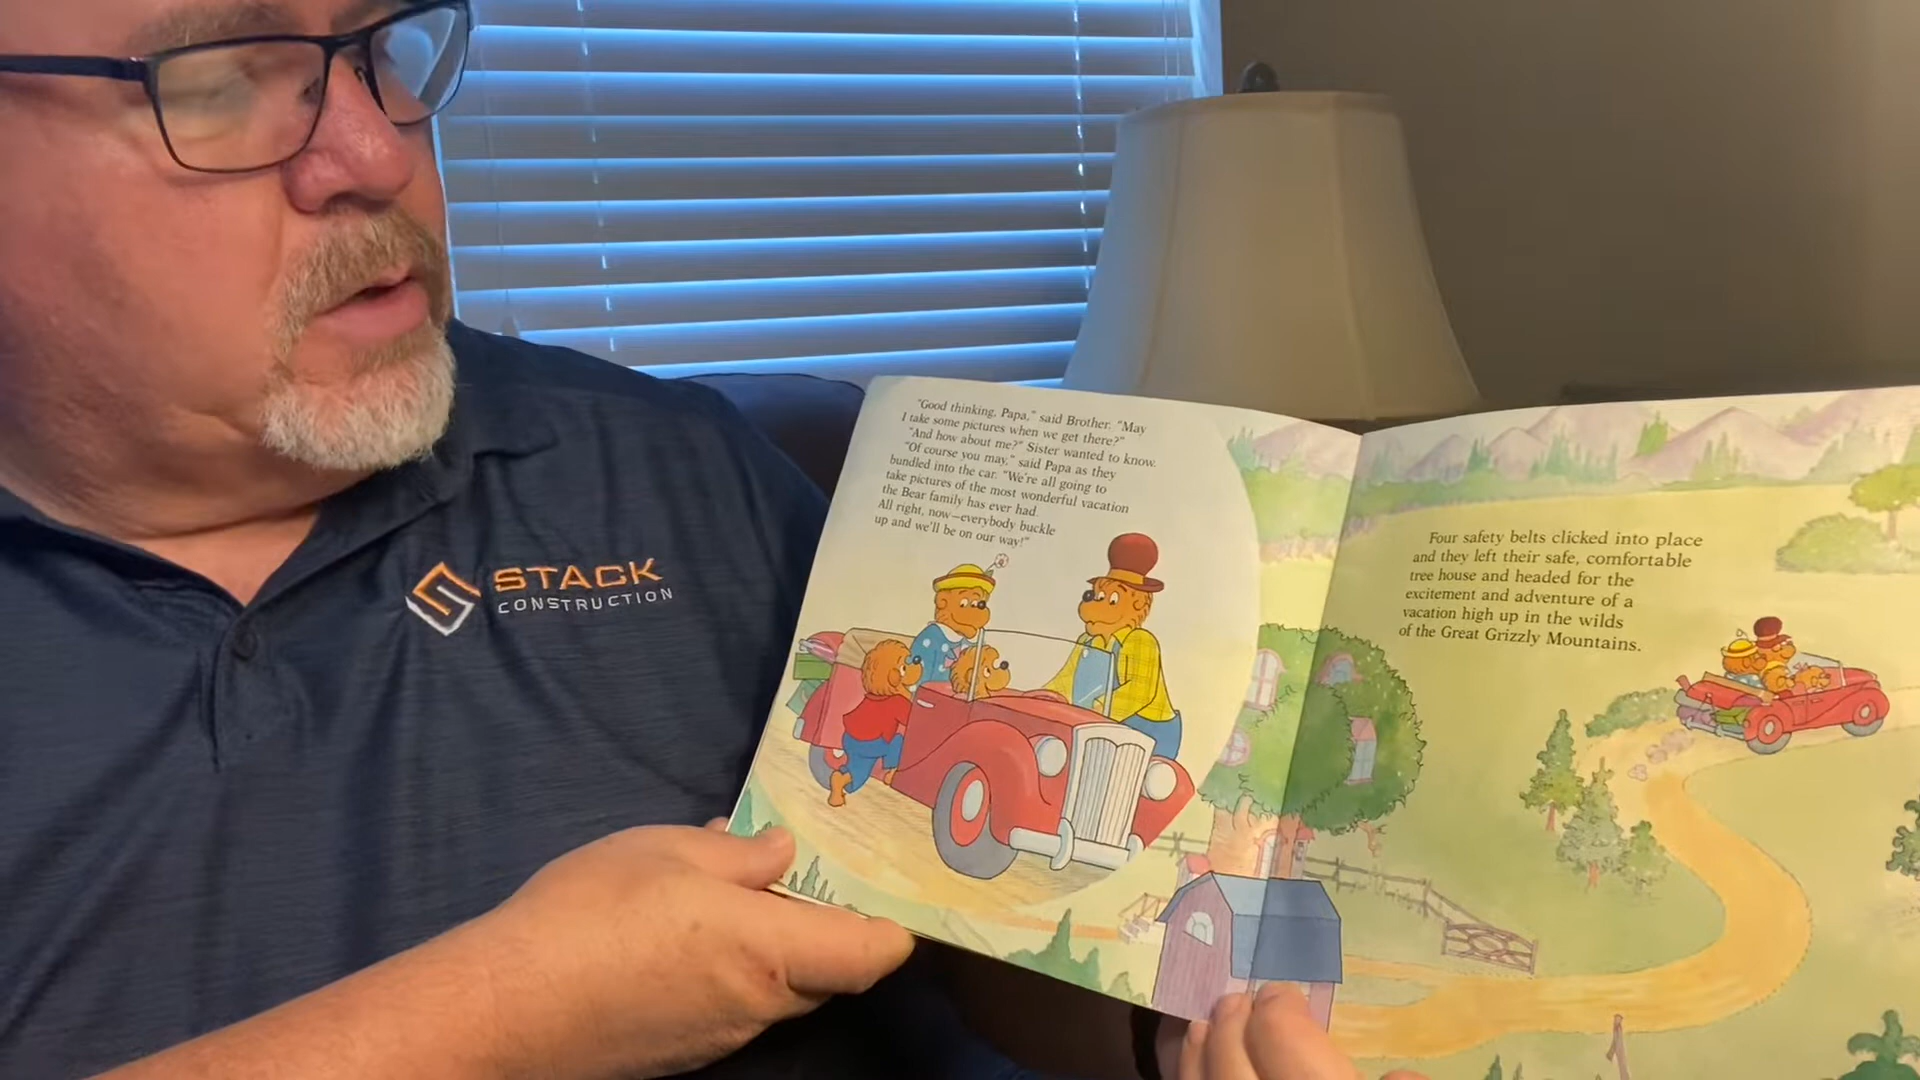 STACK
CONSTRUCTION
"Good thinking, Papa," said Brother. "May
I take some pictures when we get there?"
"And how about me?" Sister wanted to know.
"Of course you may," said Papa as they
bundled into the car. "We're all going to
take pictures of the most wonderful vacation
the Bear family has ever had.
All right, now—everybody buckle
up and we'll be on our way!"
Four safety belts clicked into place
and they left their safe, comfortable
tree house and headed for the
excitement and adventure of a
vacation high up in the wilds
of the Great Grizzly Mountains.